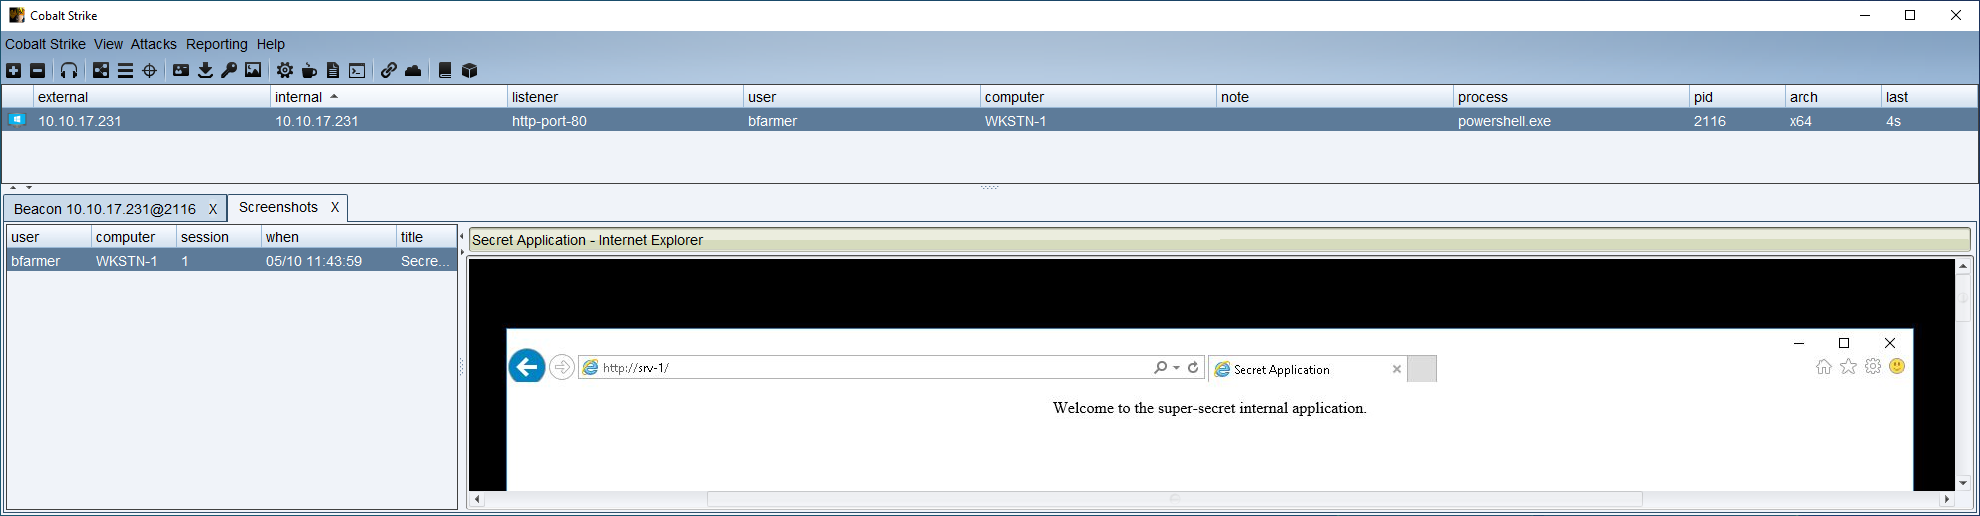 Cobalt Strike
Cobalt Strike View Attacks Reporting Help
external internal listener user computer note process pid arch last
10.10.17.231 10.10.17.231 http-port-80 bfarmer WKSTN-1 powershell.exe 2116 x64 4s
Beacon 10.10.17.231@2116 X Screenshots X
user computer session when title
bfarmer WKSTN-1 1 05/10 11:43:59 Secre...
Secret Application - Internet Explorer
http://srv-1/ Secret Application
Welcome to the super-secret internal application.